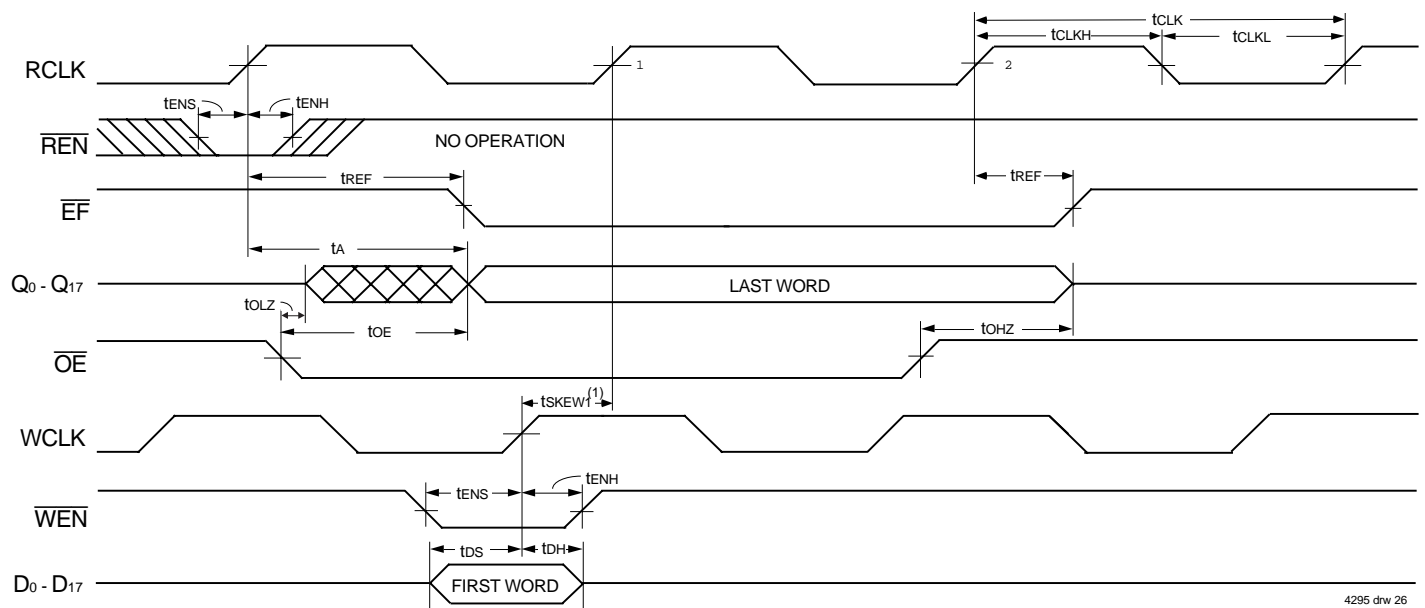 tCLK
tCLKH tCLKL
RCLK 1 2
tENS tENH
REN NO OPERATION
tREF tREF
EF
tA
Q0 - Q17 LAST WORD
tOLZ
tOE tOHZ
OE
tSKEW1(1)
WCLK
tENS tENH
WEN
tDS tDH
D0 - D17 FIRST WORD
4295 drw 26